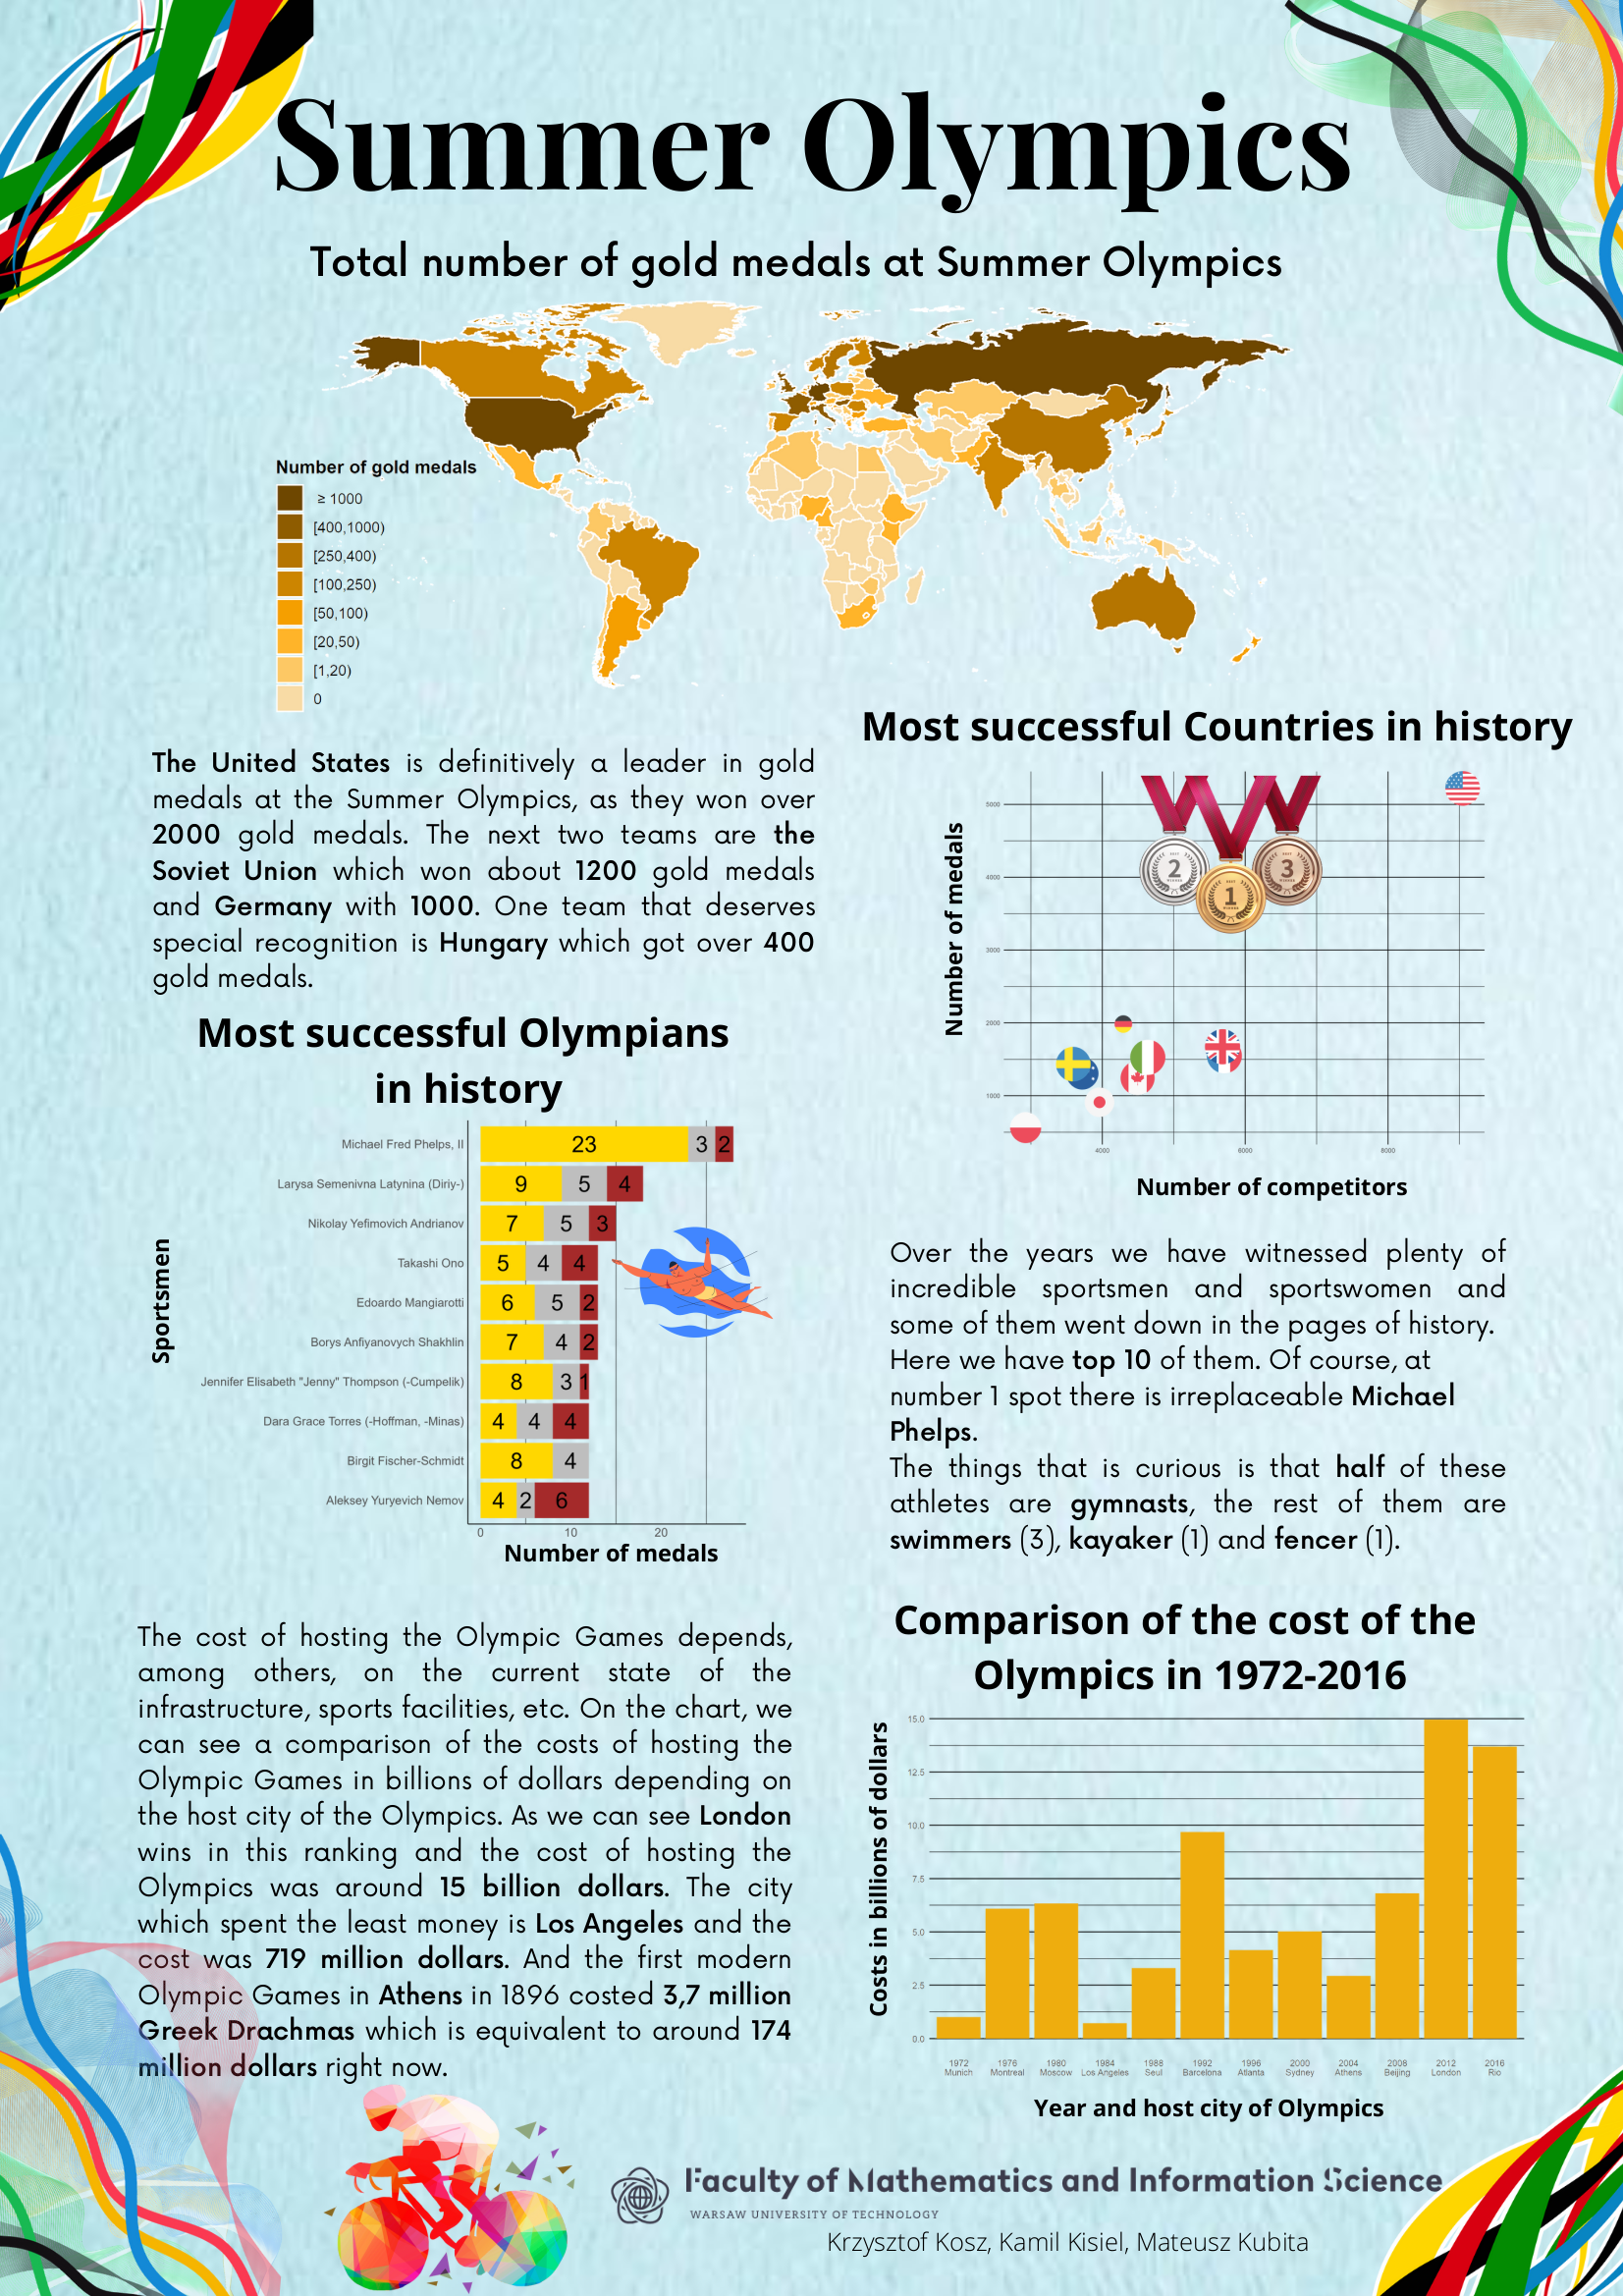 Summer Olympics
Total number of gold medals at Summer Olympics
Number of gold medals
≥ 1000
[400,1000)
[250,400)
[100,250)
[50,100)
[20,50)
[1,20)
0
The United States is definitively a leader in gold
medals at the Summer Olympics, as they won over
2000 gold medals. The next two teams are the
Soviet Union which won about 1200 gold medals
and Germany with 1000. One team that deserves
special recognition is Hungary which got over 400
gold medals.
Most successful Countries in history
Number of medals
5000
4000
3000
2000
1000
2
1
3
4000
6000
8000
Number of competitors
Most successful Olympians
in history
Sportsmen
Michael Fred Phelps, II
23 3 2
Larysa Semenivna Latynina (Diriy-)
9 5 4
Nikolay Yefimovich Andrianov
7 5 3
Takashi Ono
5 4 4
Edoardo Mangiarotti
6 5 2
Borys Anfiyanovych Shakhlin
7 4 2
Jennifer Elisabeth "Jenny" Thompson (-Cumpelik)
8 3 1
Dara Grace Torres (-Hoffman, -Minas)
4 4 4
Birgit Fischer-Schmidt
8 4
Aleksey Yuryevich Nemov
4 2 6
0 10 20
Number of medals
Over the years we have witnessed plenty of
incredible sportsmen and sportswomen and
some of them went down in the pages of history.
Here we have top 10 of them. Of course, at
number 1 spot there is irreplaceable Michael
Phelps.
The things that is curious is that half of these
athletes are gymnasts, the rest of them are
swimmers (3), kayaker (1) and fencer (1).
The cost of hosting the Olympic Games depends,
among others, on the current state of the
infrastructure, sports facilities, etc. On the chart, we
can see a comparison of the costs of hosting the
Olympic Games in billions of dollars depending on
the host city of the Olympics. As we can see London
wins in this ranking and the cost of hosting the
Olympics was around 15 billion dollars. The city
which spent the least money is Los Angeles and the
cost was 719 million dollars. And the first modern
Olympic Games in Athens in 1896 costed 3,7 million
Greek Drachmas which is equivalent to around 174
million dollars right now.
Comparison of the cost of the
Olympics in 1972-2016
Costs in billions of dollars
15.0
12.5
10.0
7.5
5.0
2.5
0.0
1972 1976 1980 1984 1988 1992 1996 2000 2004 2008 2012 2016
Munich Montreal Moscow Los Angeles Seul Barcelona Atlanta Sydney Athens Beijing London Rio
Year and host city of Olympics
Faculty of Mathematics and Information Science
WARSAW UNIVERSITY OF TECHNOLOGY
Krzysztof Kosz, Kamil Kisiel, Mateusz Kubita